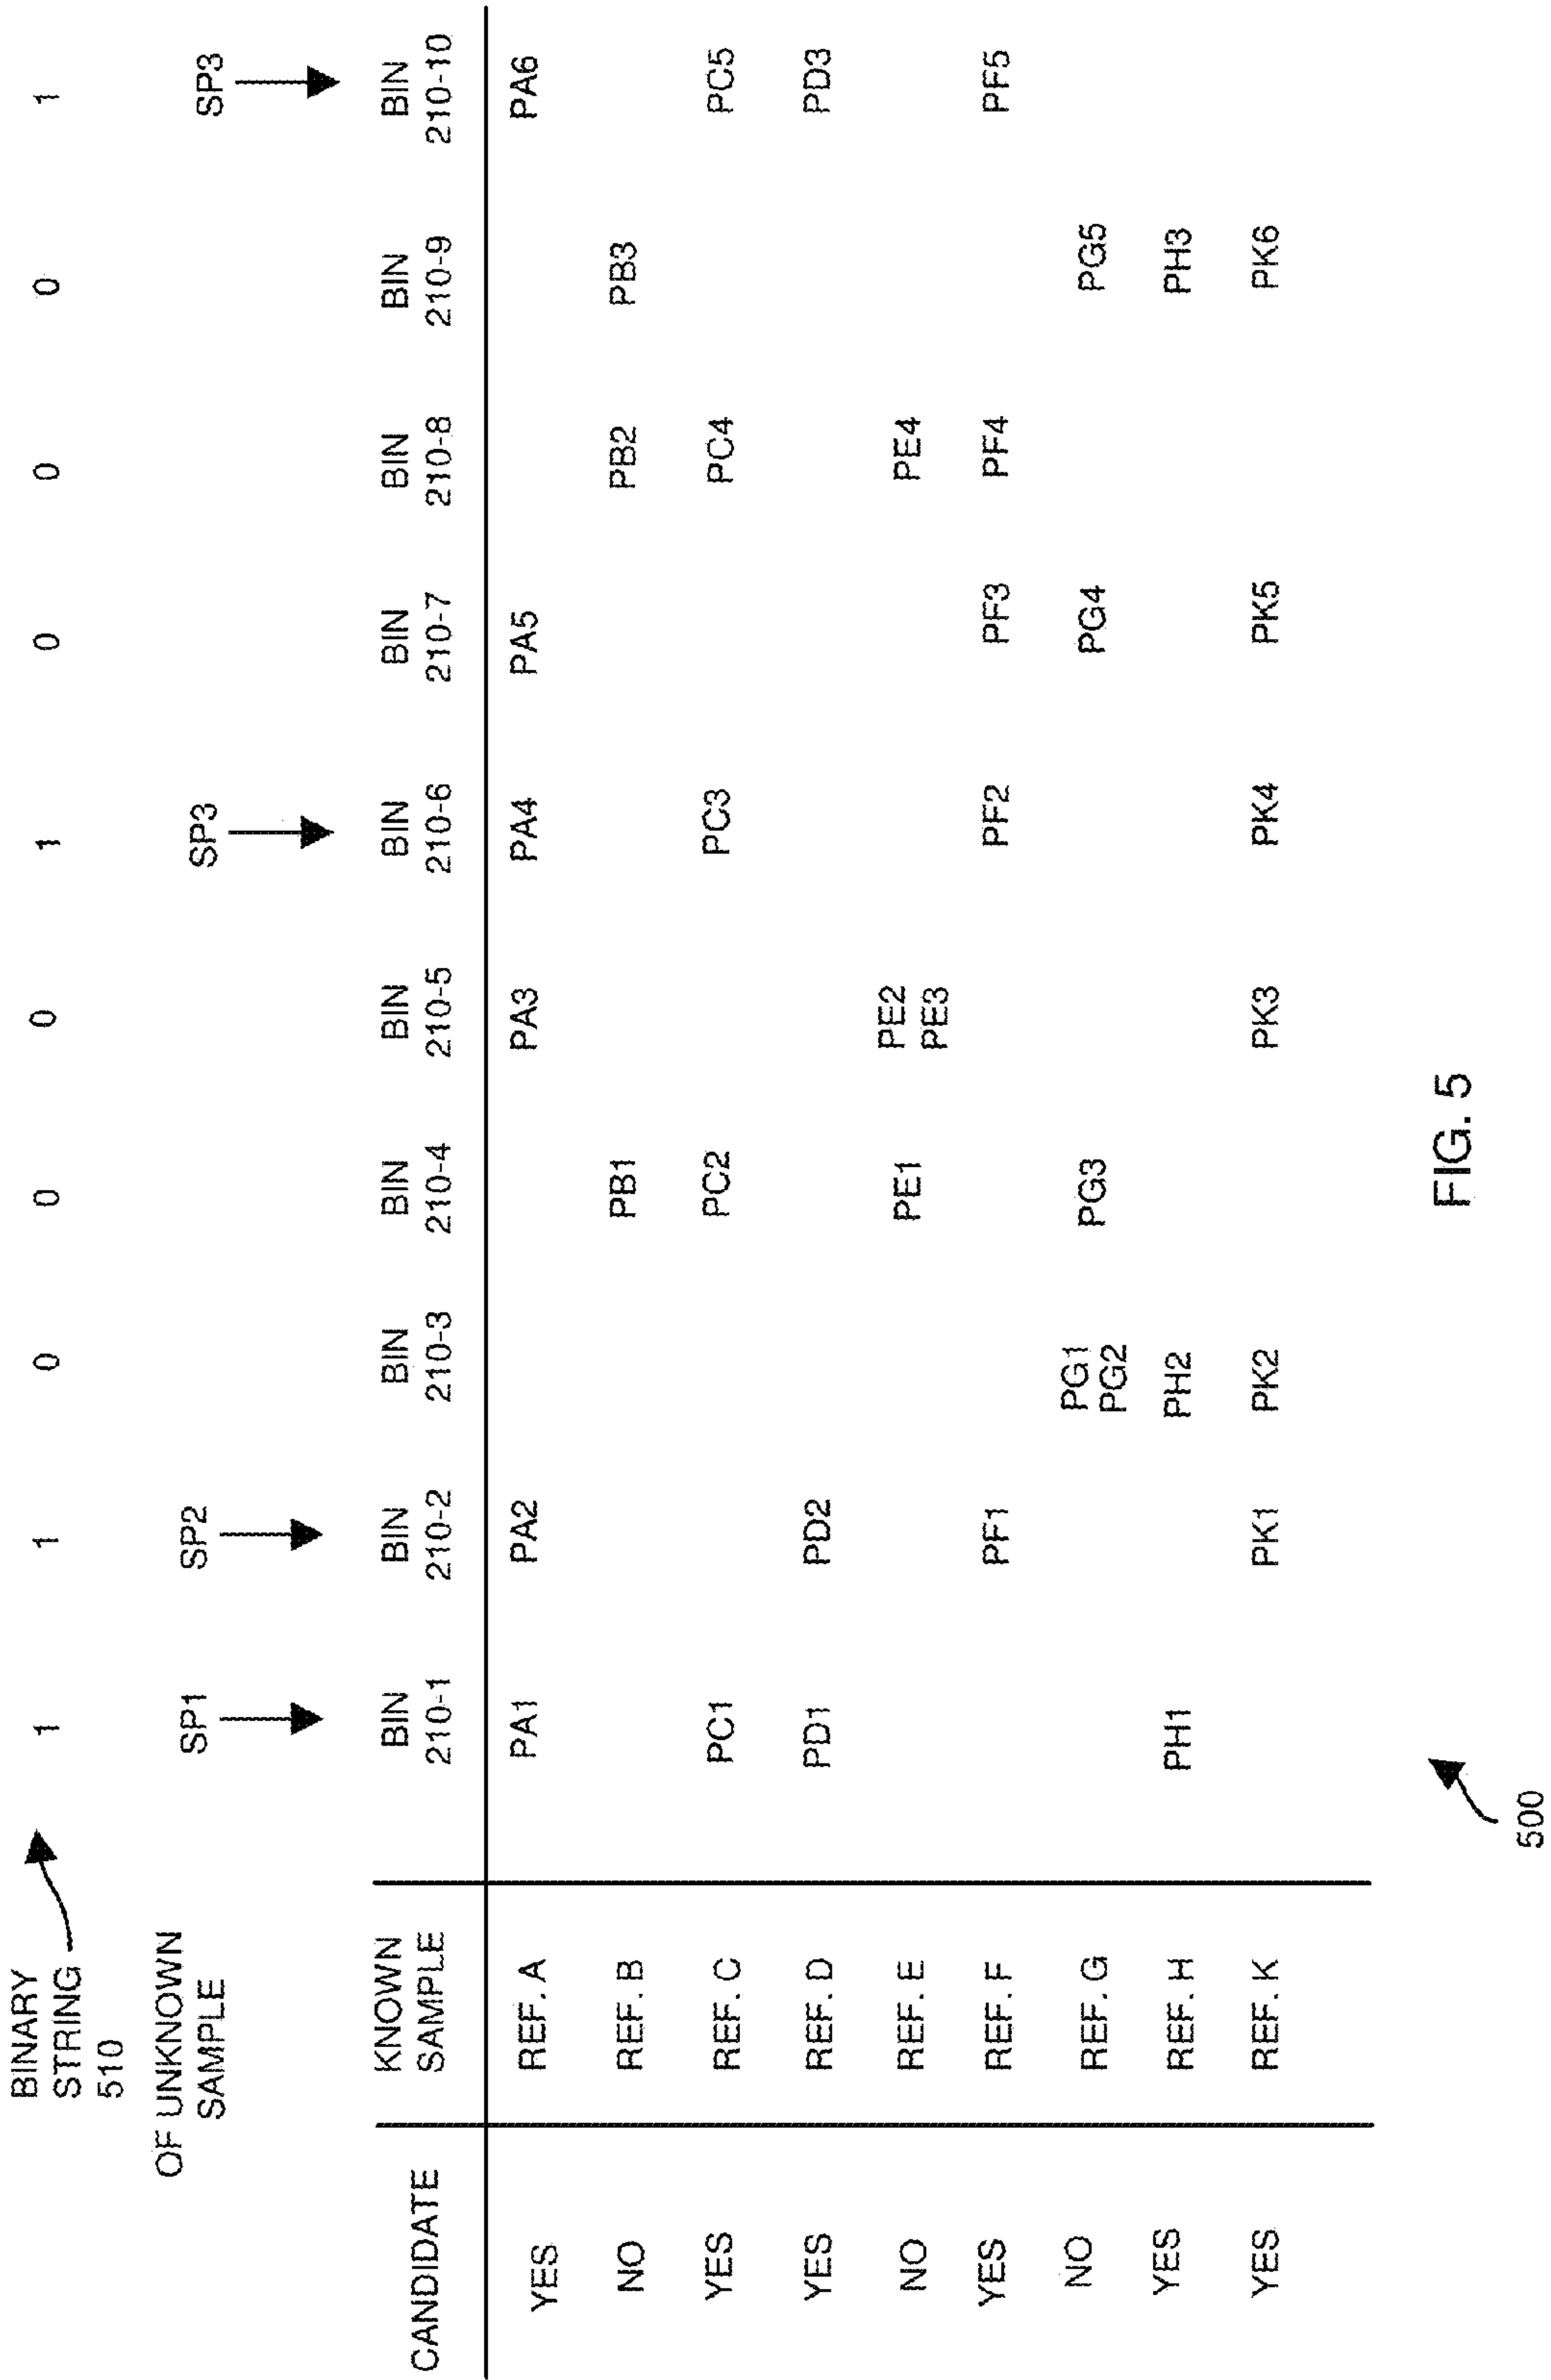 BINARY
STRING
510
1 1 0 0 0 1 0 0 0 1
OF UNKNOWN
SAMPLE
SP1 SP2 SP3 SP3
CANDIDATE KNOWN SAMPLE BIN 210-1 BIN 210-2 BIN 210-3 BIN 210-4 BIN 210-5 BIN 210-6 BIN 210-7 BIN 210-8 BIN 210-9 BIN 210-10
YES REF. A PA1 PA2 PA3 PA4 PA5 PA6
NO REF. B PB1 PB2 PB3
YES REF. C PC1 PC2 PC3 PC4 PC5
YES REF. D PD1 PD2 PD3
NO REF. E PE1 PE2 PE3 PE4
YES REF. F PF1 PF2 PF3 PF4 PF5
NO REF. G PG1 PG2 PG3 PG4 PG5
YES REF. H PH1 PH2 PH3
YES REF. K PK1 PK2 PK3 PK4 PK5 PK6
500
FIG. 5